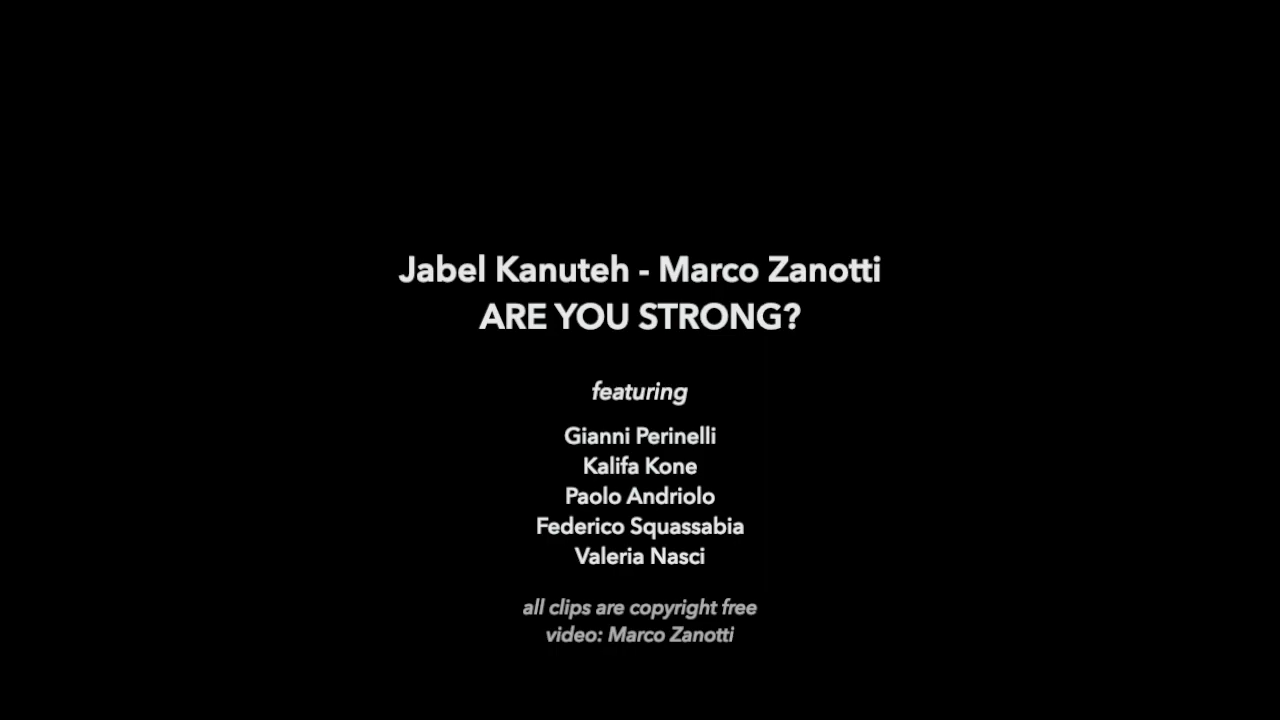 Jabel Kanuteh - Marco Zanotti
ARE YOU STRONG?
featuring
Gianni Perinelli
Kalifa Kone
Paolo Andriolo
Federico Squassabia
Valeria Nasci
all clips are copyright free
video: Marco Zanotti